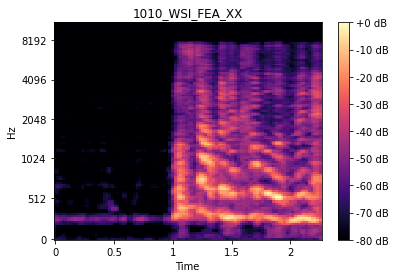 1010_WSI_FEA_XX
+0 dB
8192
-10 dB
4096
-20 dB
-30 dB
2048
Hz
-40 dB
1024
-50 dB
512
-60 dB
-70 dB
0
-80 dB
0
0.5
1
1.5
2
Time